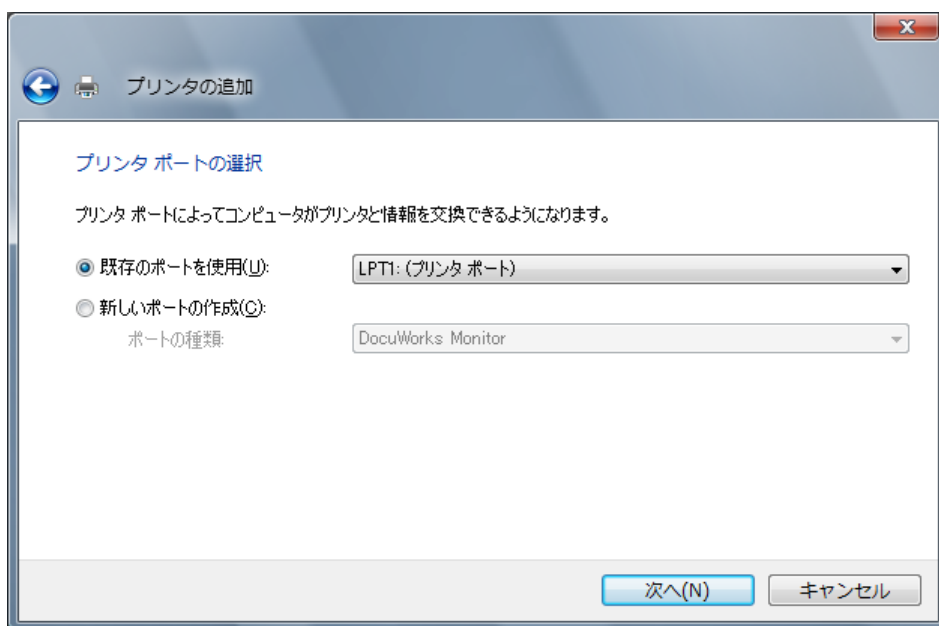 プリンタの追加
プリンタ ポートの選択
プリンタ ポートによってコンピュータがプリンタと情報を交換できるようになります。
既存のポートを使用(U): LPT1: (プリンタ ポート)
新しいポートの作成(C):
ポートの種類: DocuWorks Monitor
次へ(N) キャンセル